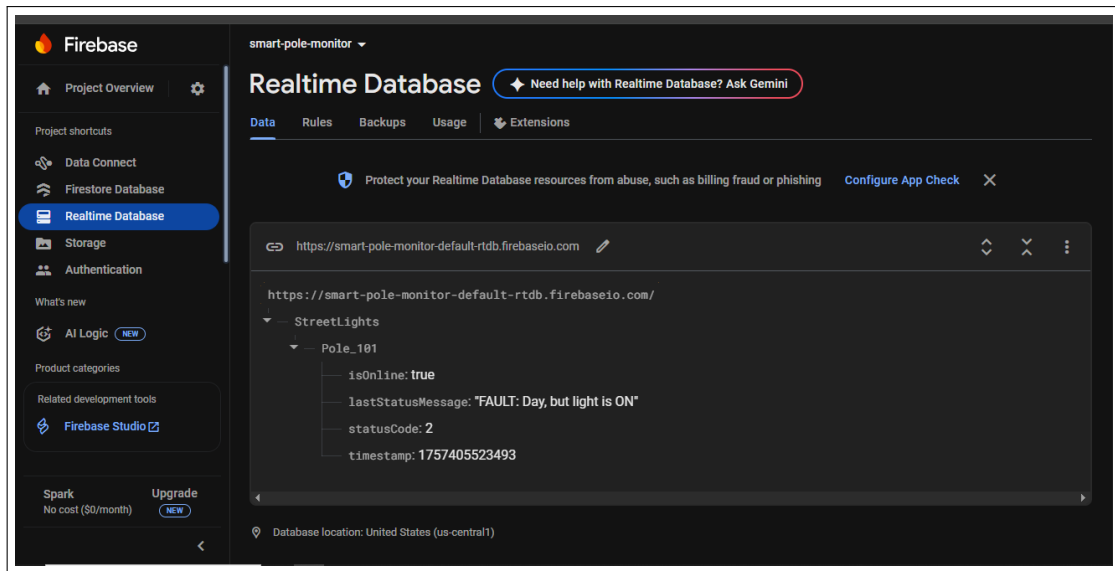 Firebase
Project Overview
Project shortcuts
Data Connect
Firestore Database
Realtime Database
Storage
Authentication
What's new
AI Logic NEW
Product categories
Related development tools
Firebase Studio
Spark
No cost ($0/month)
Upgrade
NEW
smart-pole-monitor
Realtime Database
Need help with Realtime Database? Ask Gemini
Data Rules Backups Usage Extensions
Protect your Realtime Database resources from abuse, such as billing fraud or phishing Configure App Check
https://smart-pole-monitor-default-rtdb.firebaseio.com
https://smart-pole-monitor-default-rtdb.firebaseio.com/
StreetLights
Pole_101
isOnline: true
lastStatusMessage: "FAULT: Day, but light is ON"
statusCode: 2
timestamp: 1757405523493
Database location: United States (us-central1)